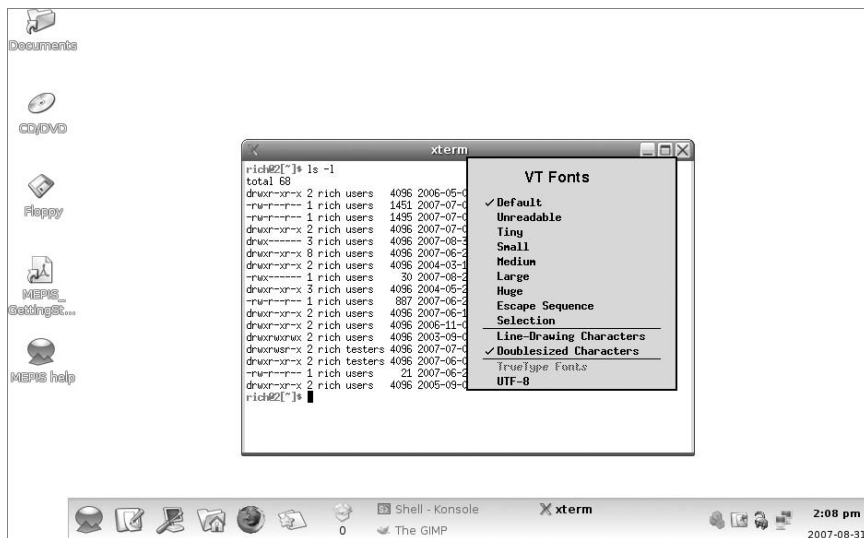 Documents
CD/DVD
Floppy
MEPIS_
GettingSt...
MEPIS help
xterm
rich@2[~]$ ls -l
total 68
drwxr-xr-x 2 rich users 4096 2006-05-0
-rw-r--r-- 1 rich users 1451 2007-07-0
-rw-r--r-- 1 rich users 1495 2007-07-0
drwxr-xr-x 2 rich users 4096 2007-07-0
drwx------ 3 rich users 4096 2007-08-3
drwxr-xr-x 8 rich users 4096 2007-06-2
drwxr-xr-x 2 rich users 4096 2004-03-1
-rwx------ 1 rich users 30 2007-08-2
drwxr-xr-x 3 rich users 4096 2004-05-2
-rw-r--r-- 1 rich users 887 2007-06-2
drwxr-xr-x 2 rich users 4096 2007-06-1
drwxr-xr-x 2 rich users 4096 2006-11-0
drwxrwxrwx 2 rich users 4096 2003-09-0
drwxrwsr-x 2 rich testers 4096 2007-07-0
drwxr-xr-x 2 rich testers 4096 2007-06-0
-rw-r--r-- 1 rich users 21 2007-06-2
drwxr-xr-x 2 rich users 4096 2005-09-0
rich@2[~]$
VT Fonts
✓ Default
Unreadable
Tiny
Small
Medium
Large
Huge
Escape Sequence
Selection
Line-Drawing Characters
✓ Doublesized Characters
TrueType Fonts
UTF-8
0
Shell - Konsole
The GIMP
xterm
2:08 pm
2007-08-31